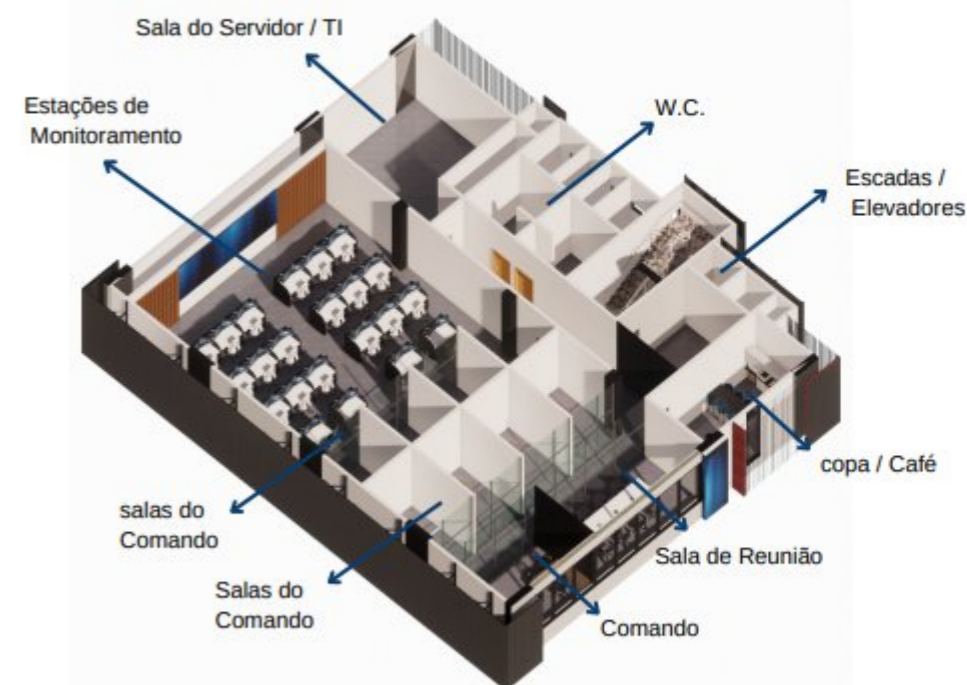 Sala do Servidor / TI
Estações de
Monitoramento
W.C.
Escadas /
Elevadores
copa / Café
salas do
Comando
Sala de Reunião
Salas do
Comando
Comando